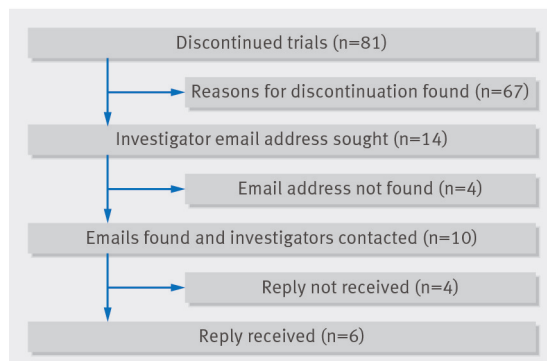 Discontinued trials (n=81)
Reasons for discontinuation found (n=67)
Investigator email address sought (n=14)
Email address not found (n=4)
Emails found and investigators contacted (n=10)
Reply not received (n=4)
Reply received (n=6)